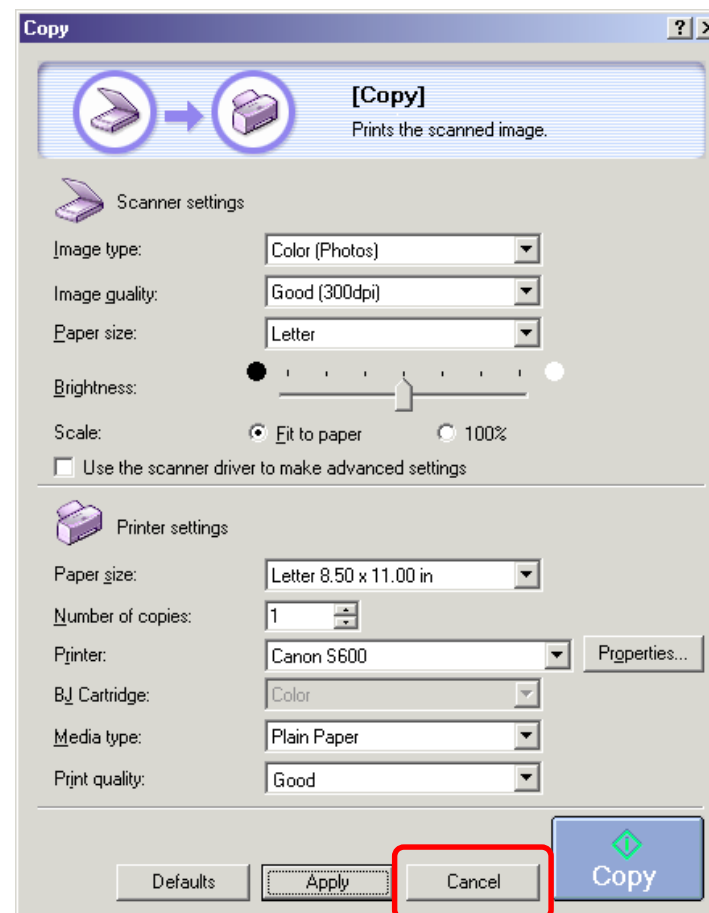 Copy ? X
[Copy]
Prints the scanned image.
Scanner settings
Image type: Color (Photos)
Image quality: Good (300dpi)
Paper size: Letter
Brightness:
Scale: Fit to paper 100%
Use the scanner driver to make advanced settings
Printer settings
Paper size: Letter 8.50 x 11.00 in
Number of copies: 1
Printer: Canon S600 Properties...
BJ Cartridge: Color
Media type: Plain Paper
Print quality: Good
Defaults Apply Cancel Copy